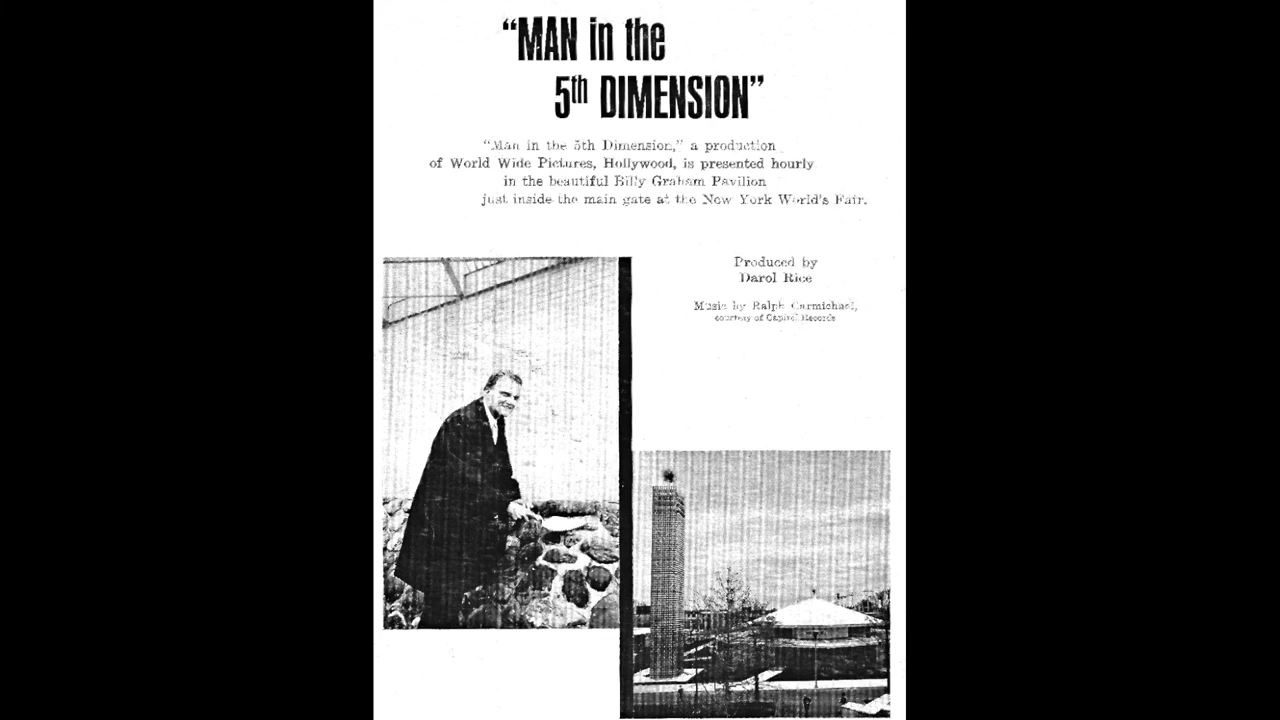 “MAN in the
5th DIMENSION”
“Man in the 5th Dimension,” a production
of World Wide Pictures, Hollywood, is presented hourly
in the beautiful Billy Graham Pavilion
just inside the main gate at the New York World's Fair.
Produced by
Darol Rice
Music by Ralph Carmichael,
courtesy of Capitol Records